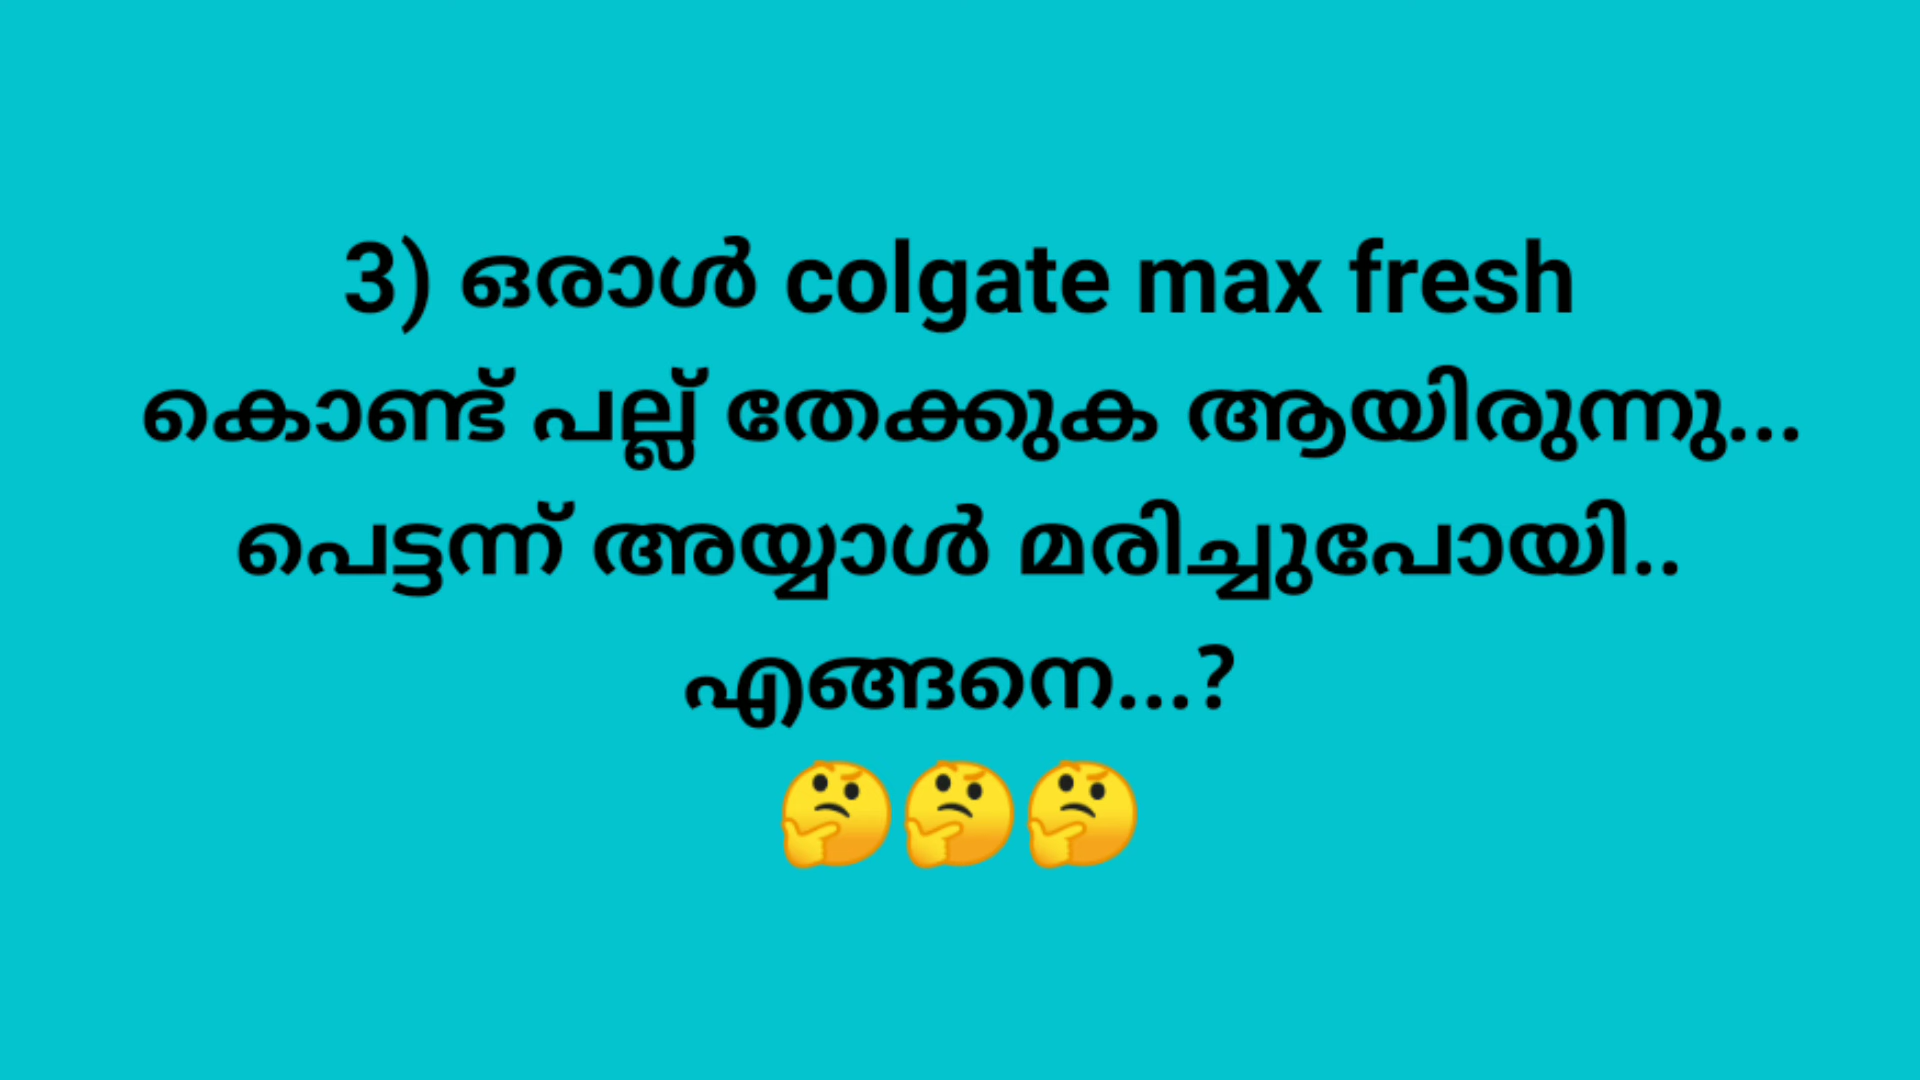 3) ഒരാൾ colgate max fresh
കൊണ്ട് പല്ല് തേക്കുക ആയിരുന്നു...
പെട്ടന്ന് അയ്യാൾ മരിച്ചുപോയി..
എങ്ങനെ...?
🤔🤔🤔